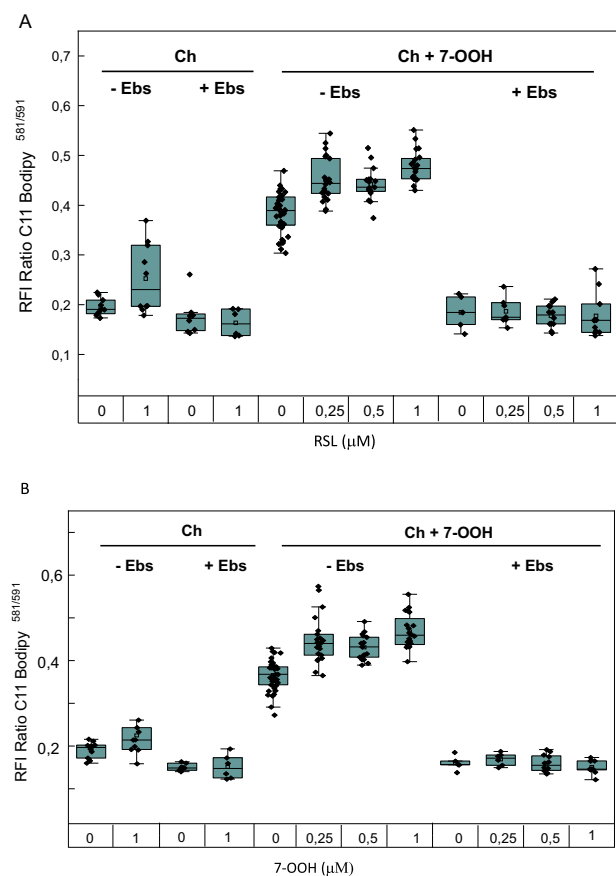 A
Ch
Ch + 7-OOH
- Ebs
+ Ebs
- Ebs
+ Ebs
0,7
0,6
0,5
0,4
0,3
0,2
0,1
RFI Ratio C11 Bodipy 581/591
0 1 0 1 0 0,25 0,5 1 0 0,25 0,5 1
RSL (μM)
B
Ch
Ch + 7-OOH
- Ebs
+ Ebs
- Ebs
+ Ebs
0,6
0,4
0,2
RFI Ratio C11 Bodipy 581/591
0 1 0 1 0 0,25 0,5 1 0 0,25 0,5 1
7-OOH (μM)